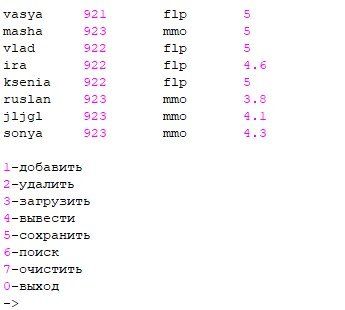 vasya 921 flp 5
masha 923 mmo 5
vlad 922 flp 5
ira 922 flp 4.6
ksenia 922 flp 5
ruslan 923 mmo 3.8
jljgl 923 mmo 4.1
sonya 923 mmo 4.3
1-добавить
2-удалить
3-загрузить
4-вывести
5-сохранить
6-поиск
7-очистить
0-выход
->